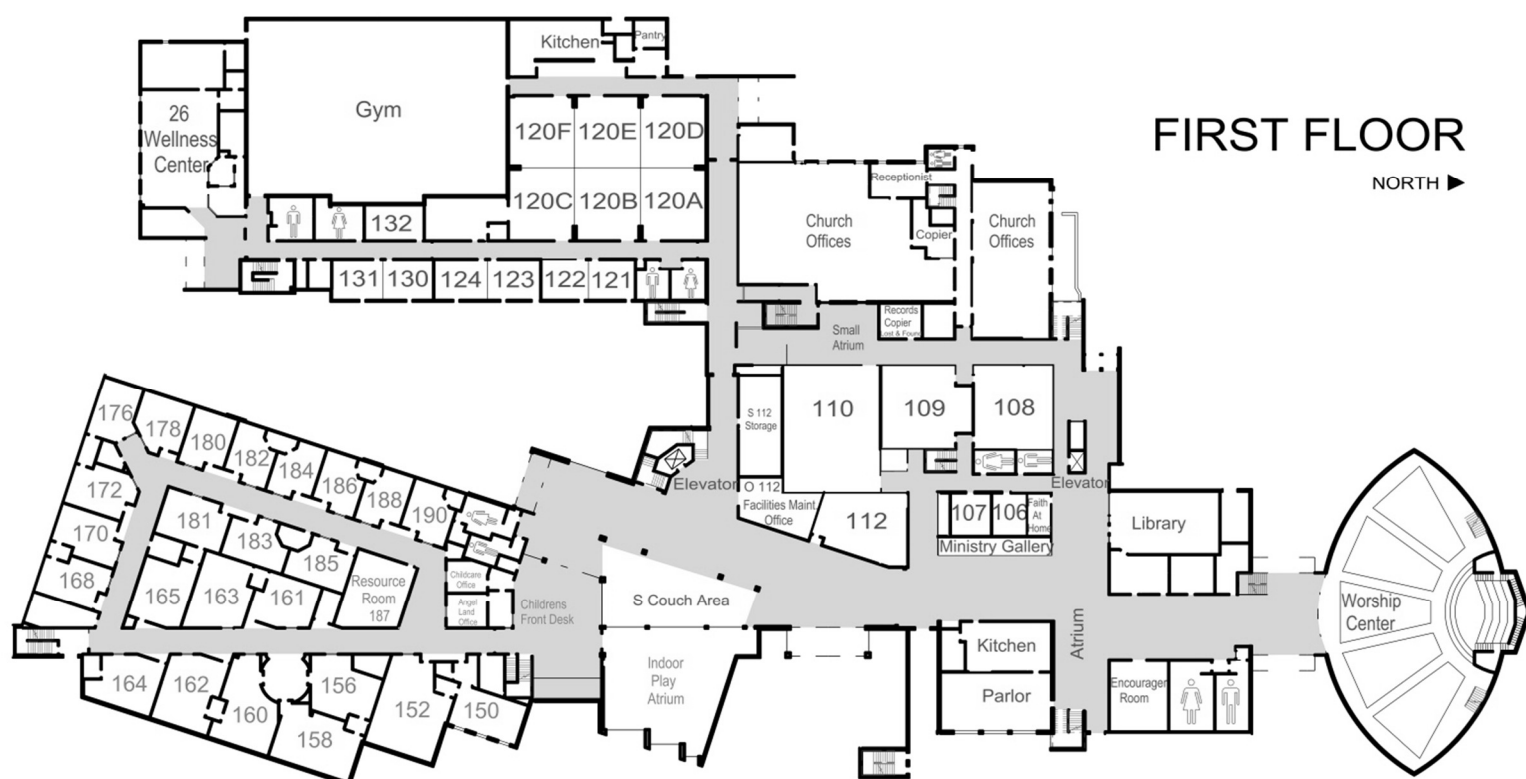 FIRST FLOOR
NORTH
Kitchen
Pantry
Gym
26
Wellness
Center
120F
120E
120D
120C
120B
120A
132
131
130
124
123
122
121
Receptionist
Church
Offices
Copier
Church
Offices
Records
Copier
Lost & Found
Small
Atrium
S 112
Storage
110
109
108
Elevator
O 112
Facilities Maint.
Office
112
107
106
Faith
At
Home
Ministry Gallery
Elevator
Library
176
178
180
182
184
186
188
190
172
170
168
181
183
185
165
163
161
Resource
Room
187
Childcare
Office
Angel
Land
Office
Childrens
Front Desk
S Couch Area
Indoor
Play
Atrium
164
162
160
156
158
152
150
Kitchen
Parlor
Atrium
Encourager
Room
Worship
Center